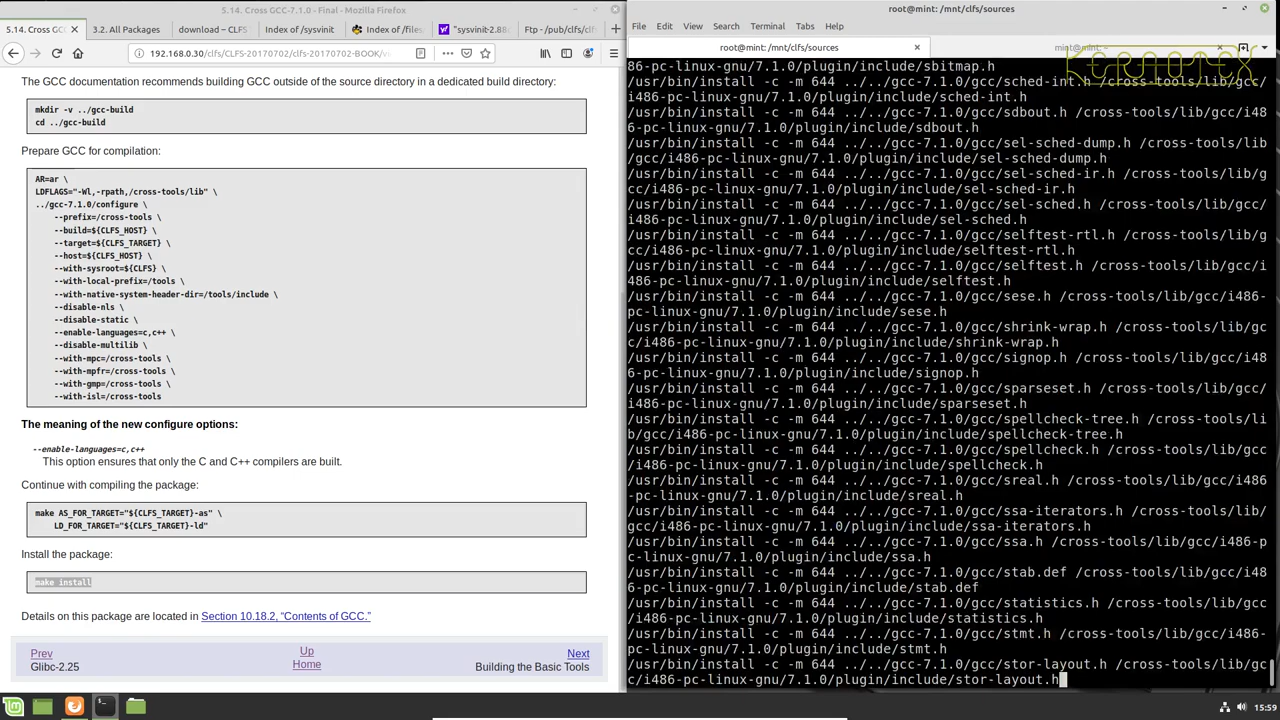 5.14. Cross GCC-7.1.0 - Final - Mozilla Firefox
5.14. Cross GCC-7.1.0
3.2. All Packages
download – CLFS
Index of /sysvinit
Index of /files
"sysvinit-2.88d
Ftp - /pub/clfs/c
192.168.0.30/clfs/CLFS-20170702/clfs-20170702-BOOK/
The GCC documentation recommends building GCC outside of the source directory in a dedicated build directory:
mkdir -v ../gcc-build
cd ../gcc-build
Prepare GCC for compilation:
AR=ar \
LDFLAGS="-Wl,-rpath,/cross-tools/lib" \
../gcc-7.1.0/configure \
--prefix=/cross-tools \
--build=${CLFS_HOST} \
--target=${CLFS_TARGET} \
--host=${CLFS_HOST} \
--with-sysroot=${CLFS} \
--with-local-prefix=/tools \
--with-native-system-header-dir=/tools/include \
--disable-nls \
--disable-static \
--enable-languages=c,c++ \
--disable-multilib \
--with-mpc=/cross-tools \
--with-mpfr=/cross-tools \
--with-gmp=/cross-tools \
--with-isl=/cross-tools
The meaning of the new configure options:
--enable-languages=c,c++
This option ensures that only the C and C++ compilers are built.
Continue with compiling the package:
make AS_FOR_TARGET="${CLFS_TARGET}-as" \
LD_FOR_TARGET="${CLFS_TARGET}-ld"
Install the package:
make install
Details on this package are located in Section 10.18.2, “Contents of GCC.”
Prev
Glibc-2.25
Up
Home
Next
Building the Basic Tools
root@mint: /mnt/clfs/sources
File Edit View Search Terminal Tabs Help
root@mint: /mnt/clfs/sources
root@mint: ~
KERNOTEX
86-pc-linux-gnu/7.1.0/plugin/include/sbitmap.h
/usr/bin/install -c -m 644 ../../gcc-7.1.0/gcc/sched-int.h /cross-tools/lib/gcc/
i486-pc-linux-gnu/7.1.0/plugin/include/sched-int.h
/usr/bin/install -c -m 644 ../../gcc-7.1.0/gcc/sdbout.h /cross-tools/lib/gcc/i48
6-pc-linux-gnu/7.1.0/plugin/include/sdbout.h
/usr/bin/install -c -m 644 ../../gcc-7.1.0/gcc/sel-sched-dump.h /cross-tools/lib
/gcc/i486-pc-linux-gnu/7.1.0/plugin/include/sel-sched-dump.h
/usr/bin/install -c -m 644 ../../gcc-7.1.0/gcc/sel-sched-ir.h /cross-tools/lib/g
cc/i486-pc-linux-gnu/7.1.0/plugin/include/sel-sched-ir.h
/usr/bin/install -c -m 644 ../../gcc-7.1.0/gcc/sel-sched.h /cross-tools/lib/gcc/
i486-pc-linux-gnu/7.1.0/plugin/include/sel-sched.h
/usr/bin/install -c -m 644 ../../gcc-7.1.0/gcc/selftest-rtl.h /cross-tools/lib/g
cc/i486-pc-linux-gnu/7.1.0/plugin/include/selftest-rtl.h
/usr/bin/install -c -m 644 ../../gcc-7.1.0/gcc/selftest.h /cross-tools/lib/gcc/i
486-pc-linux-gnu/7.1.0/plugin/include/selftest.h
/usr/bin/install -c -m 644 ../../gcc-7.1.0/gcc/sese.h /cross-tools/lib/gcc/i486-
pc-linux-gnu/7.1.0/plugin/include/sese.h
/usr/bin/install -c -m 644 ../../gcc-7.1.0/gcc/shrink-wrap.h /cross-tools/lib/gc
c/i486-pc-linux-gnu/7.1.0/plugin/include/shrink-wrap.h
/usr/bin/install -c -m 644 ../../gcc-7.1.0/gcc/signop.h /cross-tools/lib/gcc/i48
6-pc-linux-gnu/7.1.0/plugin/include/signop.h
/usr/bin/install -c -m 644 ../../gcc-7.1.0/gcc/sparseset.h /cross-tools/lib/gcc/
i486-pc-linux-gnu/7.1.0/plugin/include/sparseset.h
/usr/bin/install -c -m 644 ../../gcc-7.1.0/gcc/spellcheck-tree.h /cross-tools/li
b/gcc/i486-pc-linux-gnu/7.1.0/plugin/include/spellcheck-tree.h
/usr/bin/install -c -m 644 ../../gcc-7.1.0/gcc/spellcheck.h /cross-tools/lib/gcc
/i486-pc-linux-gnu/7.1.0/plugin/include/spellcheck.h
/usr/bin/install -c -m 644 ../../gcc-7.1.0/gcc/sreal.h /cross-tools/lib/gcc/i486
-pc-linux-gnu/7.1.0/plugin/include/sreal.h
/usr/bin/install -c -m 644 ../../gcc-7.1.0/gcc/ssa-iterators.h /cross-tools/lib/
gcc/i486-pc-linux-gnu/7.1.0/plugin/include/ssa-iterators.h
/usr/bin/install -c -m 644 ../../gcc-7.1.0/gcc/ssa.h /cross-tools/lib/gcc/i486-p
c-linux-gnu/7.1.0/plugin/include/ssa.h
/usr/bin/install -c -m 644 ../../gcc-7.1.0/gcc/stab.def /cross-tools/lib/gcc/i48
6-pc-linux-gnu/7.1.0/plugin/include/stab.def
/usr/bin/install -c -m 644 ../../gcc-7.1.0/gcc/statistics.h /cross-tools/lib/gcc
/i486-pc-linux-gnu/7.1.0/plugin/include/statistics.h
/usr/bin/install -c -m 644 ../../gcc-7.1.0/gcc/stmt.h /cross-tools/lib/gcc/i486-
pc-linux-gnu/7.1.0/plugin/include/stmt.h
/usr/bin/install -c -m 644 ../../gcc-7.1.0/gcc/stor-layout.h /cross-tools/lib/gc
c/i486-pc-linux-gnu/7.1.0/plugin/include/stor-layout.h
15:59